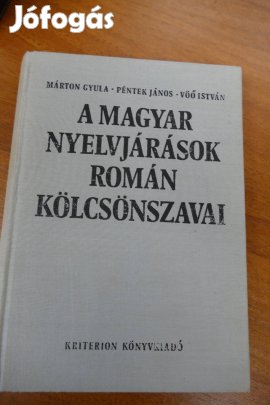 Jófogás
MÁRTON GYULA · PÉNTEK JÁNOS · VÖŐ ISTVÁN
A MAGYAR
NYELVJÁRÁSOK
ROMÁN
KÖLCSÖNSZAVAI
KRITERION KÖNYVKIADÓ